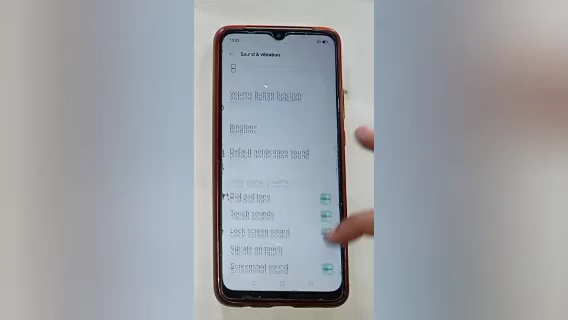 Sound & vibration
Volume button function
Ringtone
Default notification sound
Dial pad tone
Touch sounds
Lock screen sound
Vibrate on touch
Screenshot sound